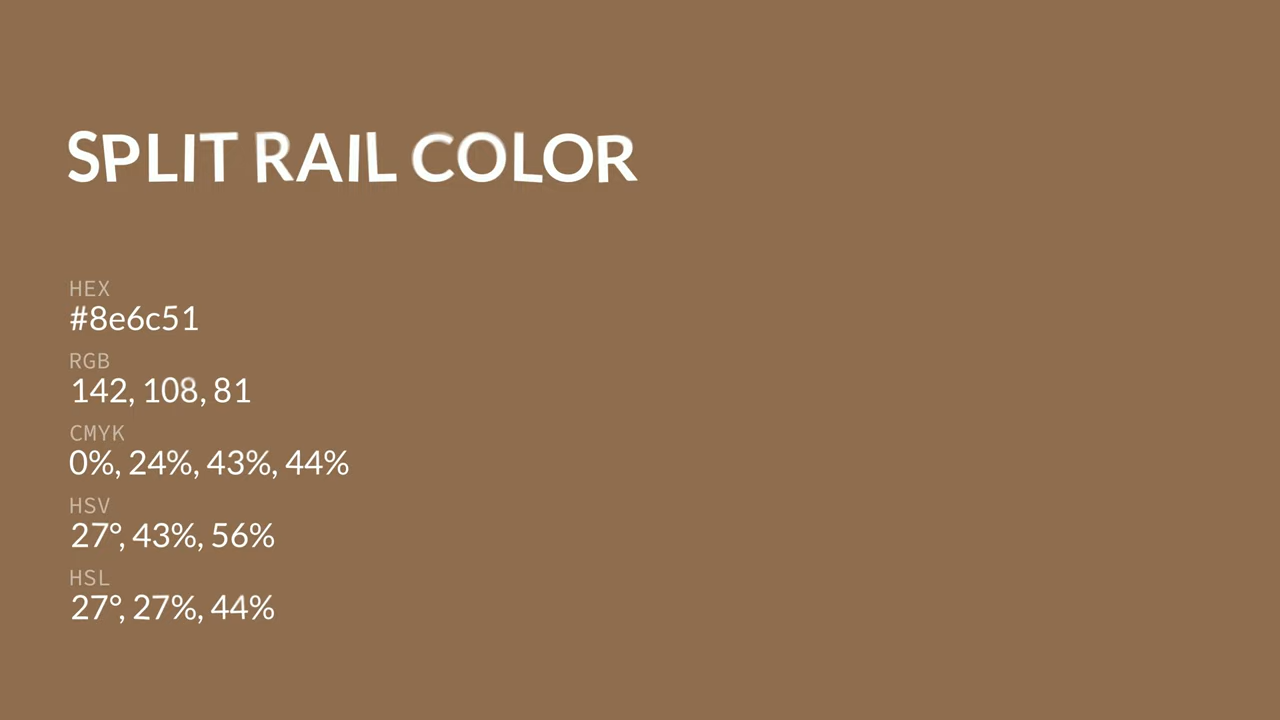 SPLIT RAIL COLOR
HEX
#8e6c51
RGB
142, 108, 81
CMYK
0%, 24%, 43%, 44%
HSV
27°, 43%, 56%
HSL
27°, 27%, 44%